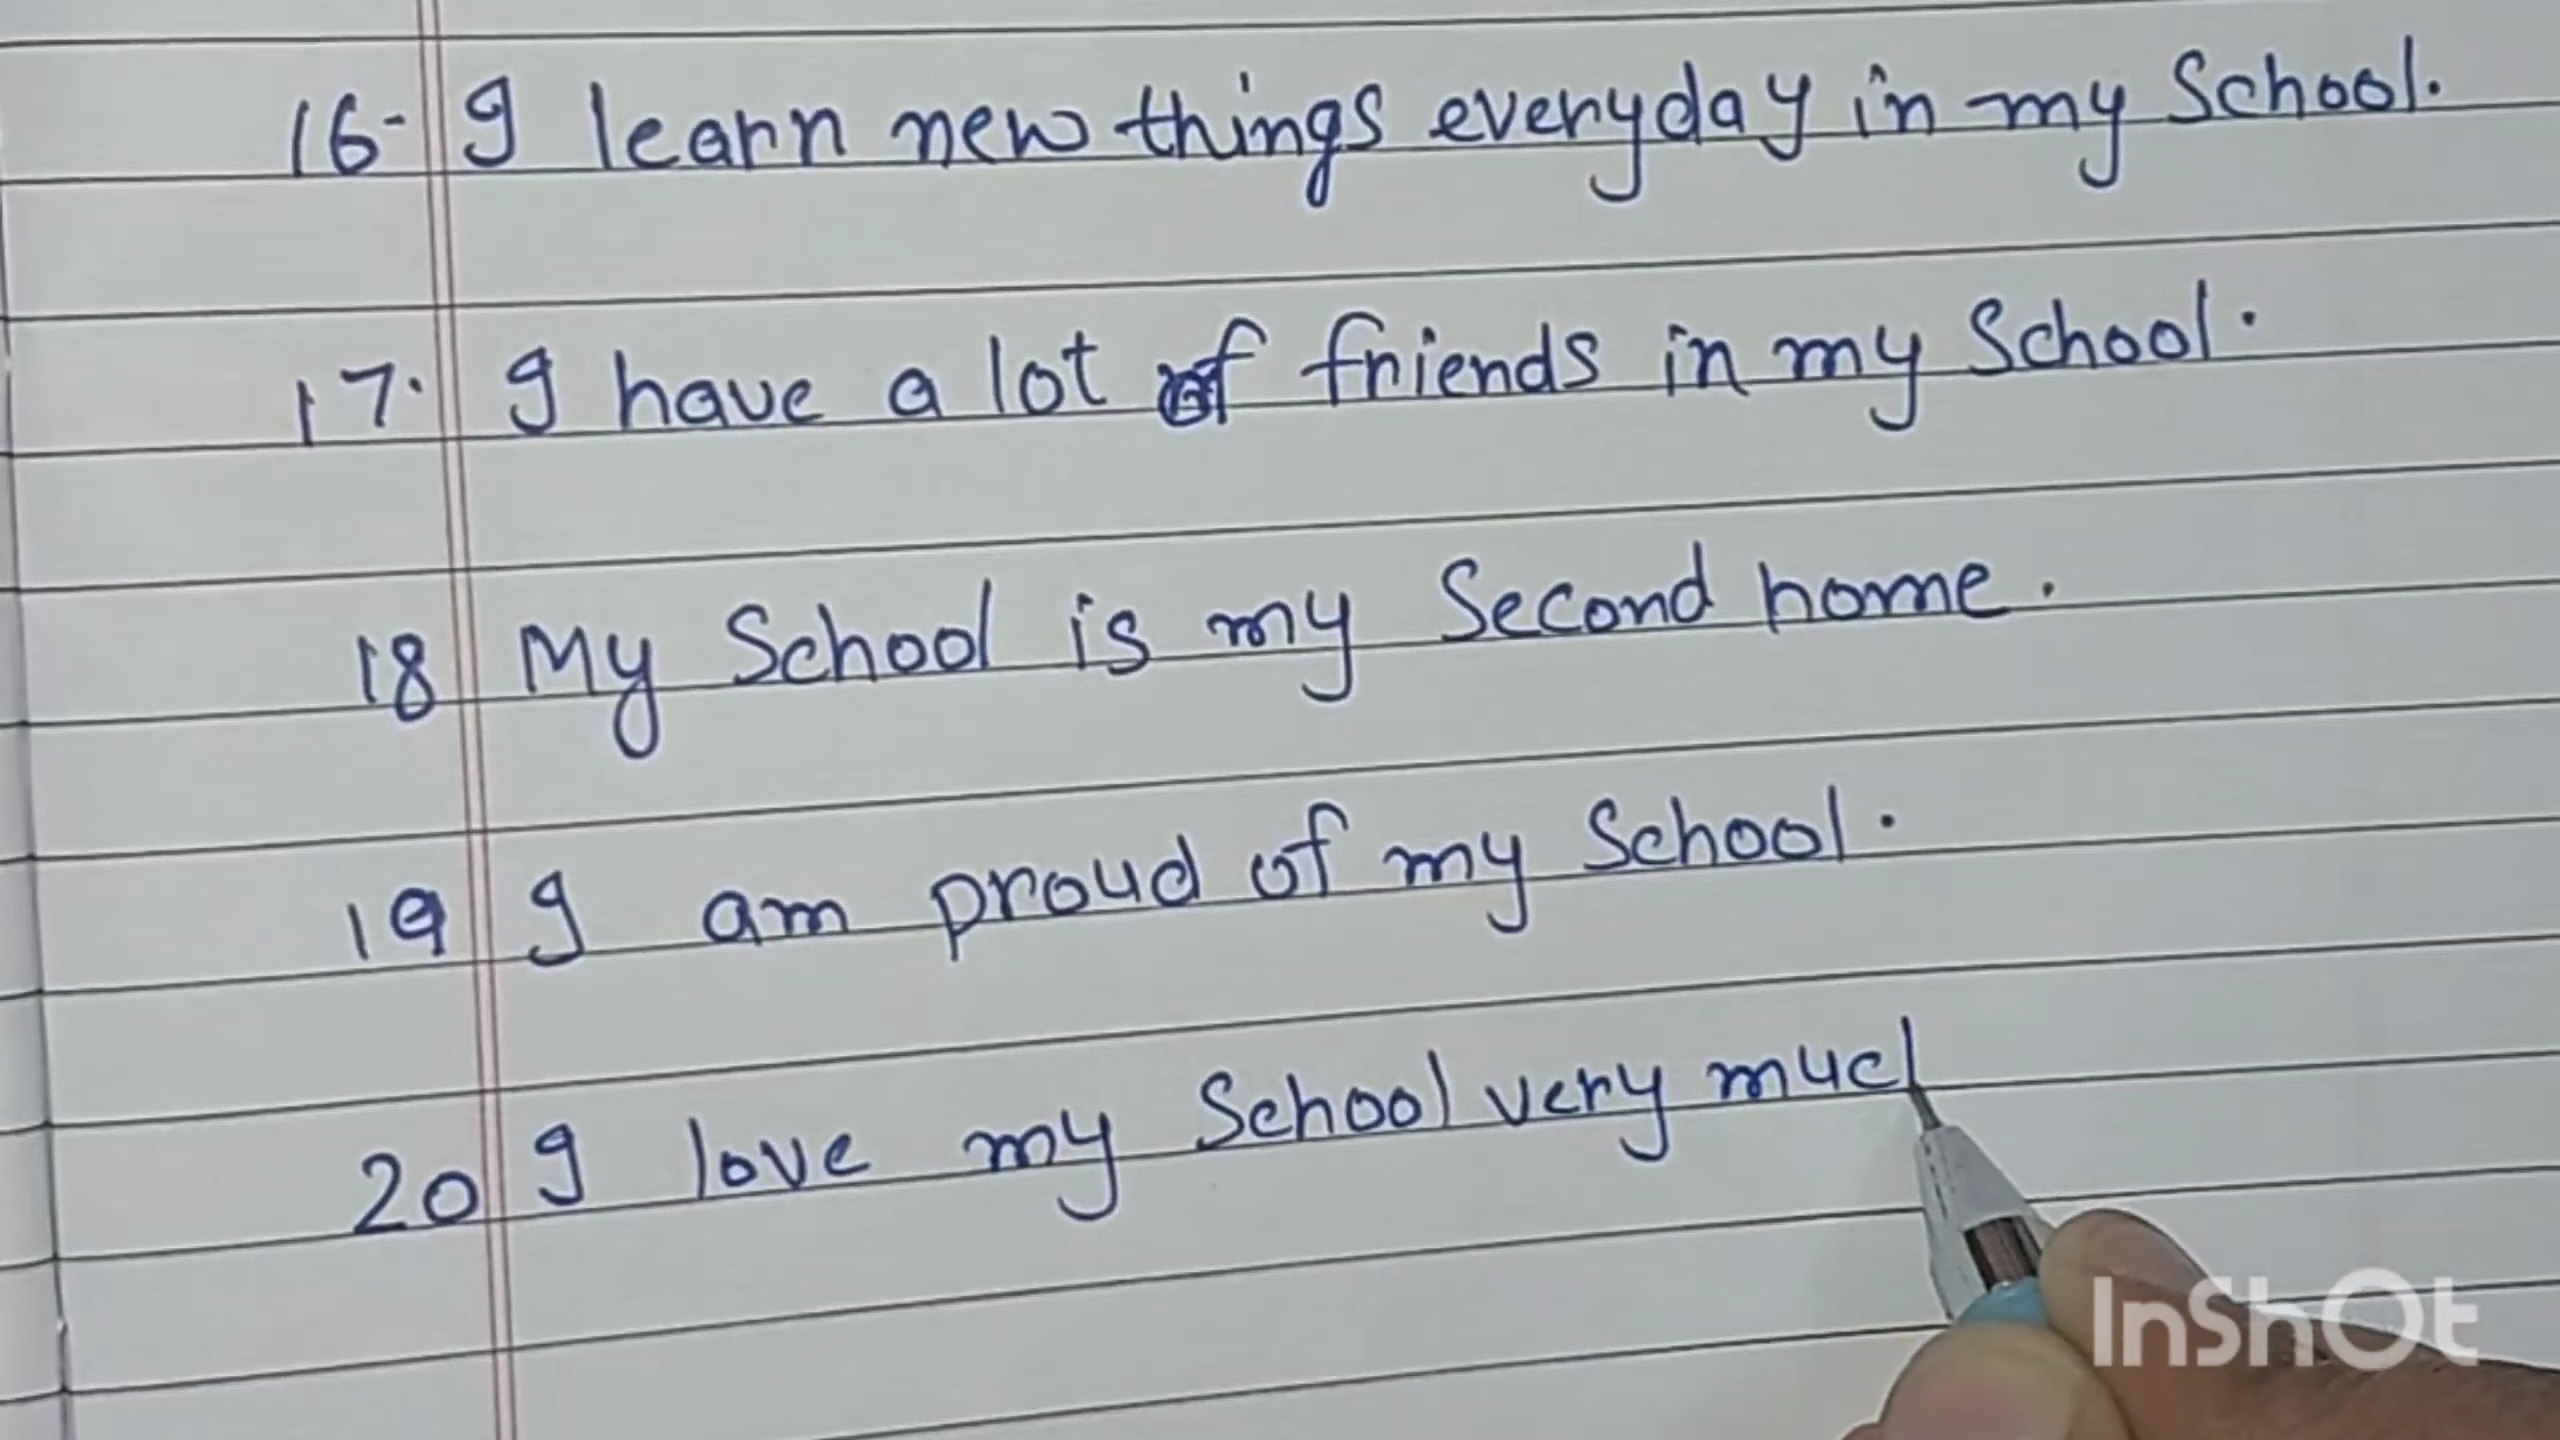 16- I learn new things everyday in my School.
17. I have a lot of friends in my School.
18 My School is my Second home.
19 I am proud of my School.
20 I love my School very mucl
InShOt